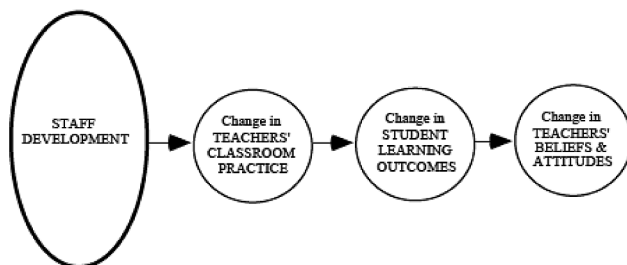 STAFF
DEVELOPMENT
Change in
TEACHERS'
CLASSROOM
PRACTICE
Change in
STUDENT
LEARNING
OUTCOMES
Change in
TEACHERS'
BELIEFS &
ATTITUDES